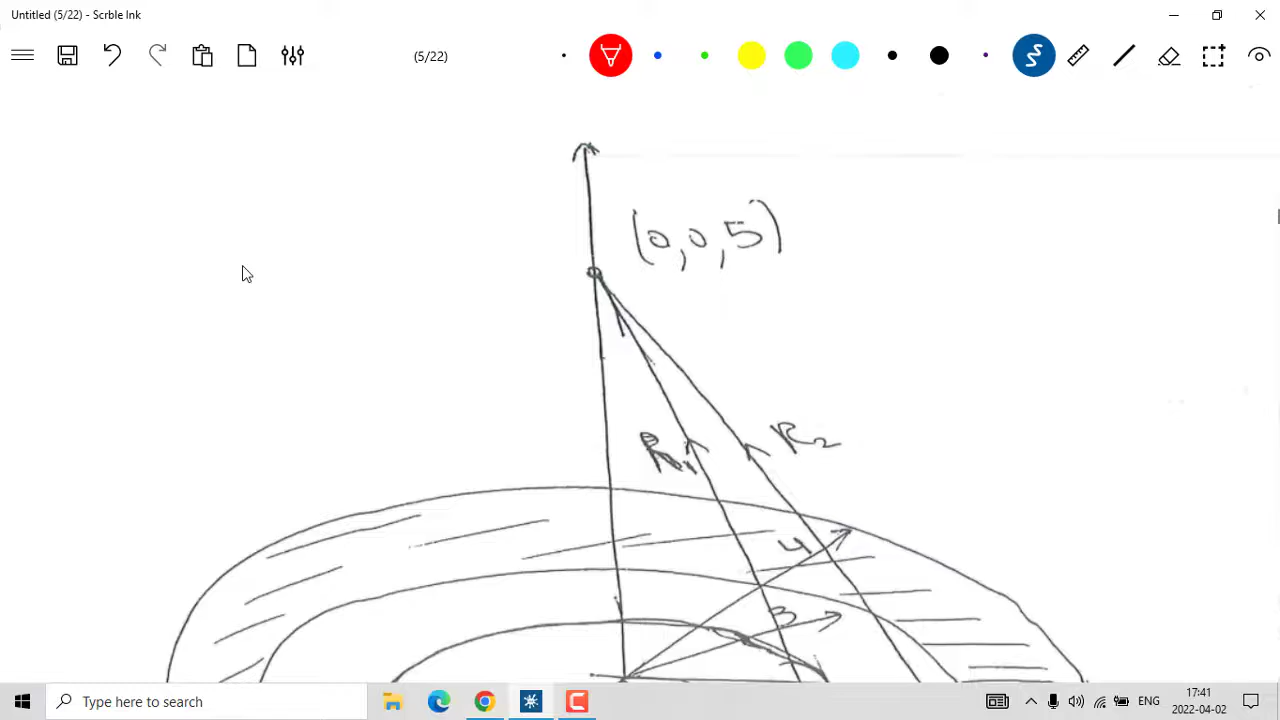 Untitled (5/22) - Scrble Ink
(5/22)
(0,0,5)
R1
R2
4
3
Type here to search
ENG
17:41
2022-04-02